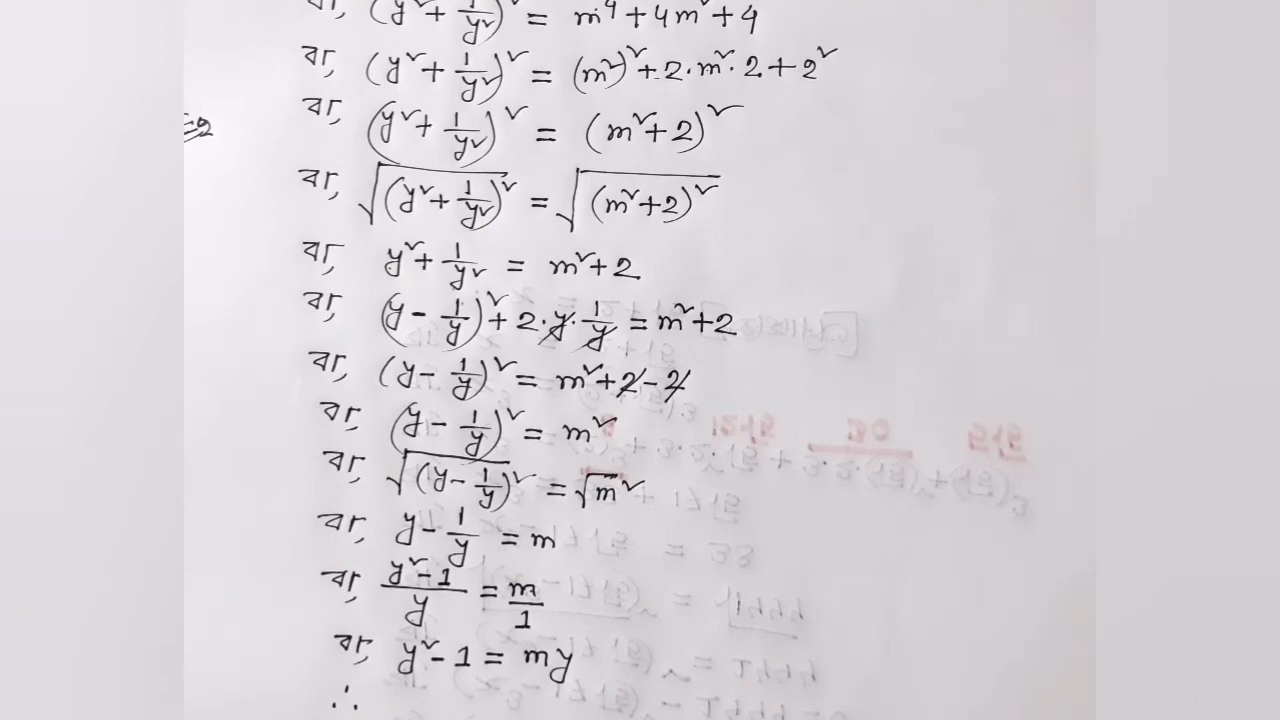 বা, (y²+1/y²)² = m⁴+4m²+4
বা, (y²+1/y²)² = (m²)²+2·m²·2+2²
বা, (y²+1/y²)² = (m²+2)²
বা, √(y²+1/y²)² = √(m²+2)²
বা, y²+1/y² = m²+2
বা, (y-1/y)²+2·y·1/y = m²+2
বা, (y-1/y)² = m²+2-2
বা, (y-1/y)² = m²
বা, √(y-1/y)² = √m²
বা, y-1/y = m
বা, y²-1/y = m/1
বা, y²-1 = my
∴